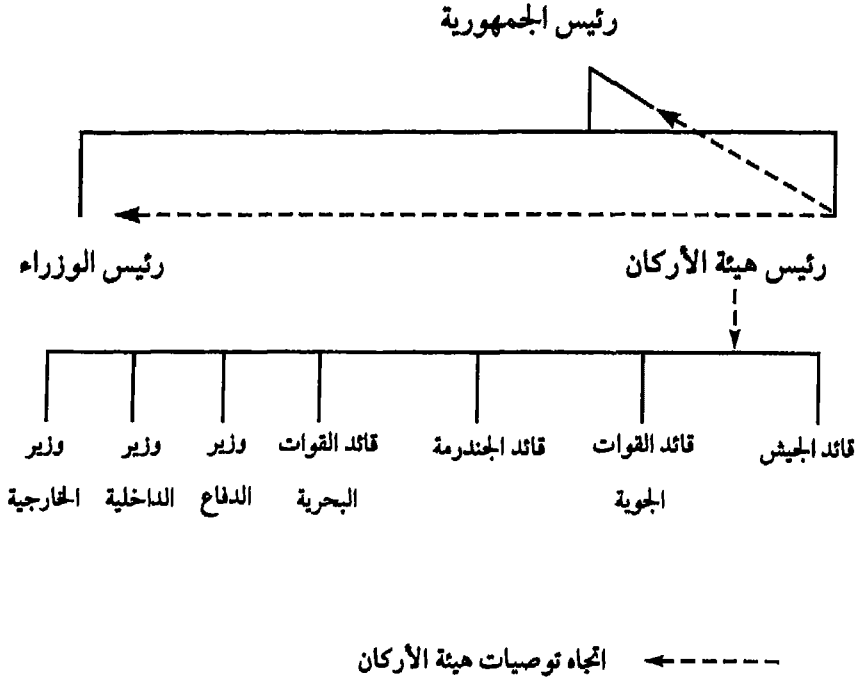 رئيس الجمهورية
رئيس هيئة الأركان
رئيس الوزراء
قائد الجيش
قائد القوات الجوية
قائد الجندرمة
قائد القوات البحرية
وزير الدفاع
وزير الداخلية
وزير الخارجية
اتجاه توصيات هيئة الأركان